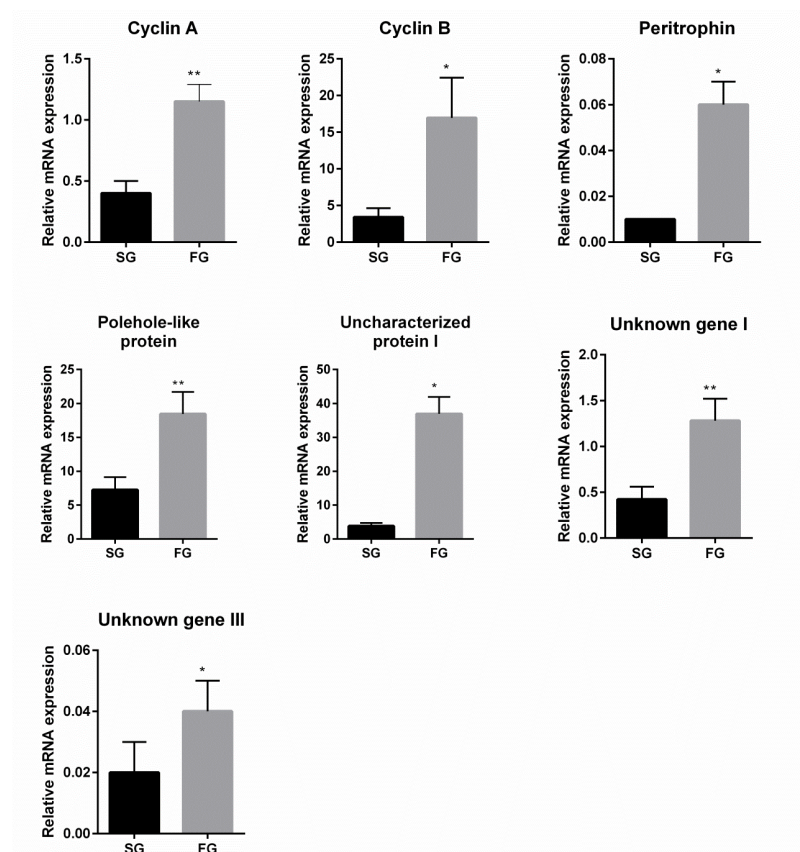 Cyclin A
Relative mRNA expression
1.5
1.0
0.5
0.0
**
SG FG
Cyclin B
Relative mRNA expression
25
20
15
10
5
0
*
SG FG
Peritrophin
Relative mRNA expression
0.08
0.06
0.04
0.02
0.00
*
SG FG
Polehole-like
protein
Relative mRNA expression
25
20
15
10
5
0
**
SG FG
Uncharacterized
protein I
Relative mRNA expression
50
40
30
20
10
0
*
SG FG
Unknown gene I
Relative mRNA expression
2.0
1.5
1.0
0.5
0.0
**
SG FG
Unknown gene III
Relative mRNA expression
0.06
0.04
0.02
0.00
*
SG FG